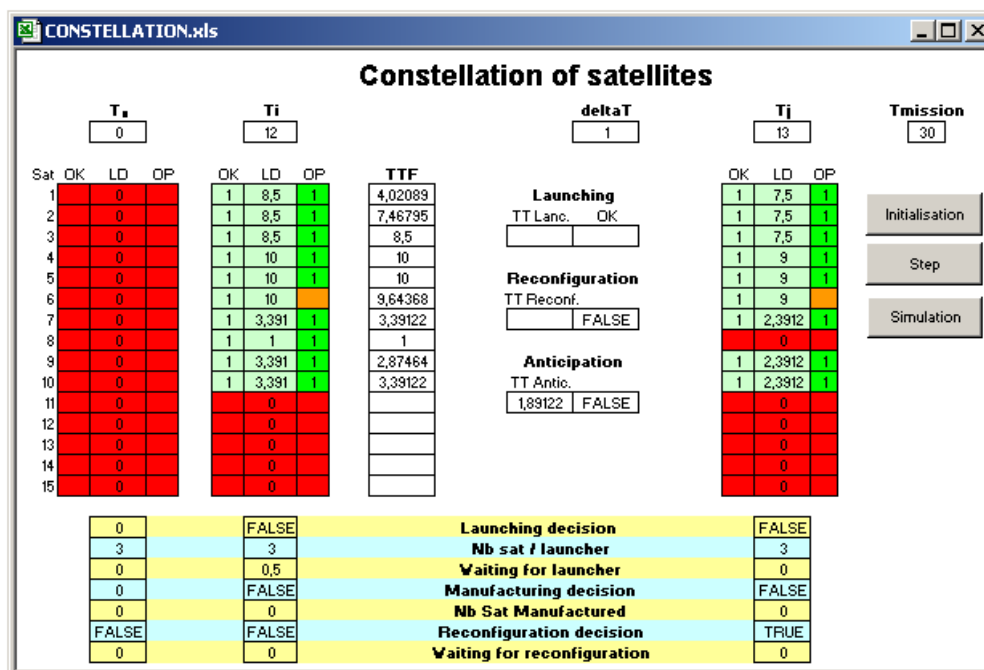 CONSTELLATION.xls
Constellation of satellites
Ti deltaT Tj Tmission
0 12 1 13 30
Sat OK LD OP OK LD OP TTF OK LD OP
1 0 1 8,5 1 4,02089 Launching 1 7,5 1
2 0 1 8,5 1 7,46795 TT Lanc. OK 1 7,5 1 Initialisation
3 0 1 8,5 1 8,5 1 7,5 1
4 0 1 10 1 10 1 9 1
5 0 1 10 1 10 Reconfiguration 1 9 1 Step
6 0 1 10 9,64368 TT Reconf. 1 9
7 0 1 3,391 1 3,39122 FALSE 1 2,3912 1 Simulation
8 0 1 1 1 1 0
9 0 1 3,391 1 2,87464 Anticipation 1 2,3912 1
10 0 1 3,391 1 3,39122 TT Antic. 1 2,3912 1
11 0 0 1,89122 FALSE 0
12 0 0 0
13 0 0 0
14 0 0 0
15 0 0 0
0 FALSE Launching decision FALSE
3 3 Nb sat / launcher 3
0 0,5 Waiting for launcher 0
0 FALSE Manufacturing decision FALSE
0 0 Nb Sat Manufactured 0
FALSE FALSE Reconfiguration decision TRUE
0 0 Waiting for reconfiguration 0